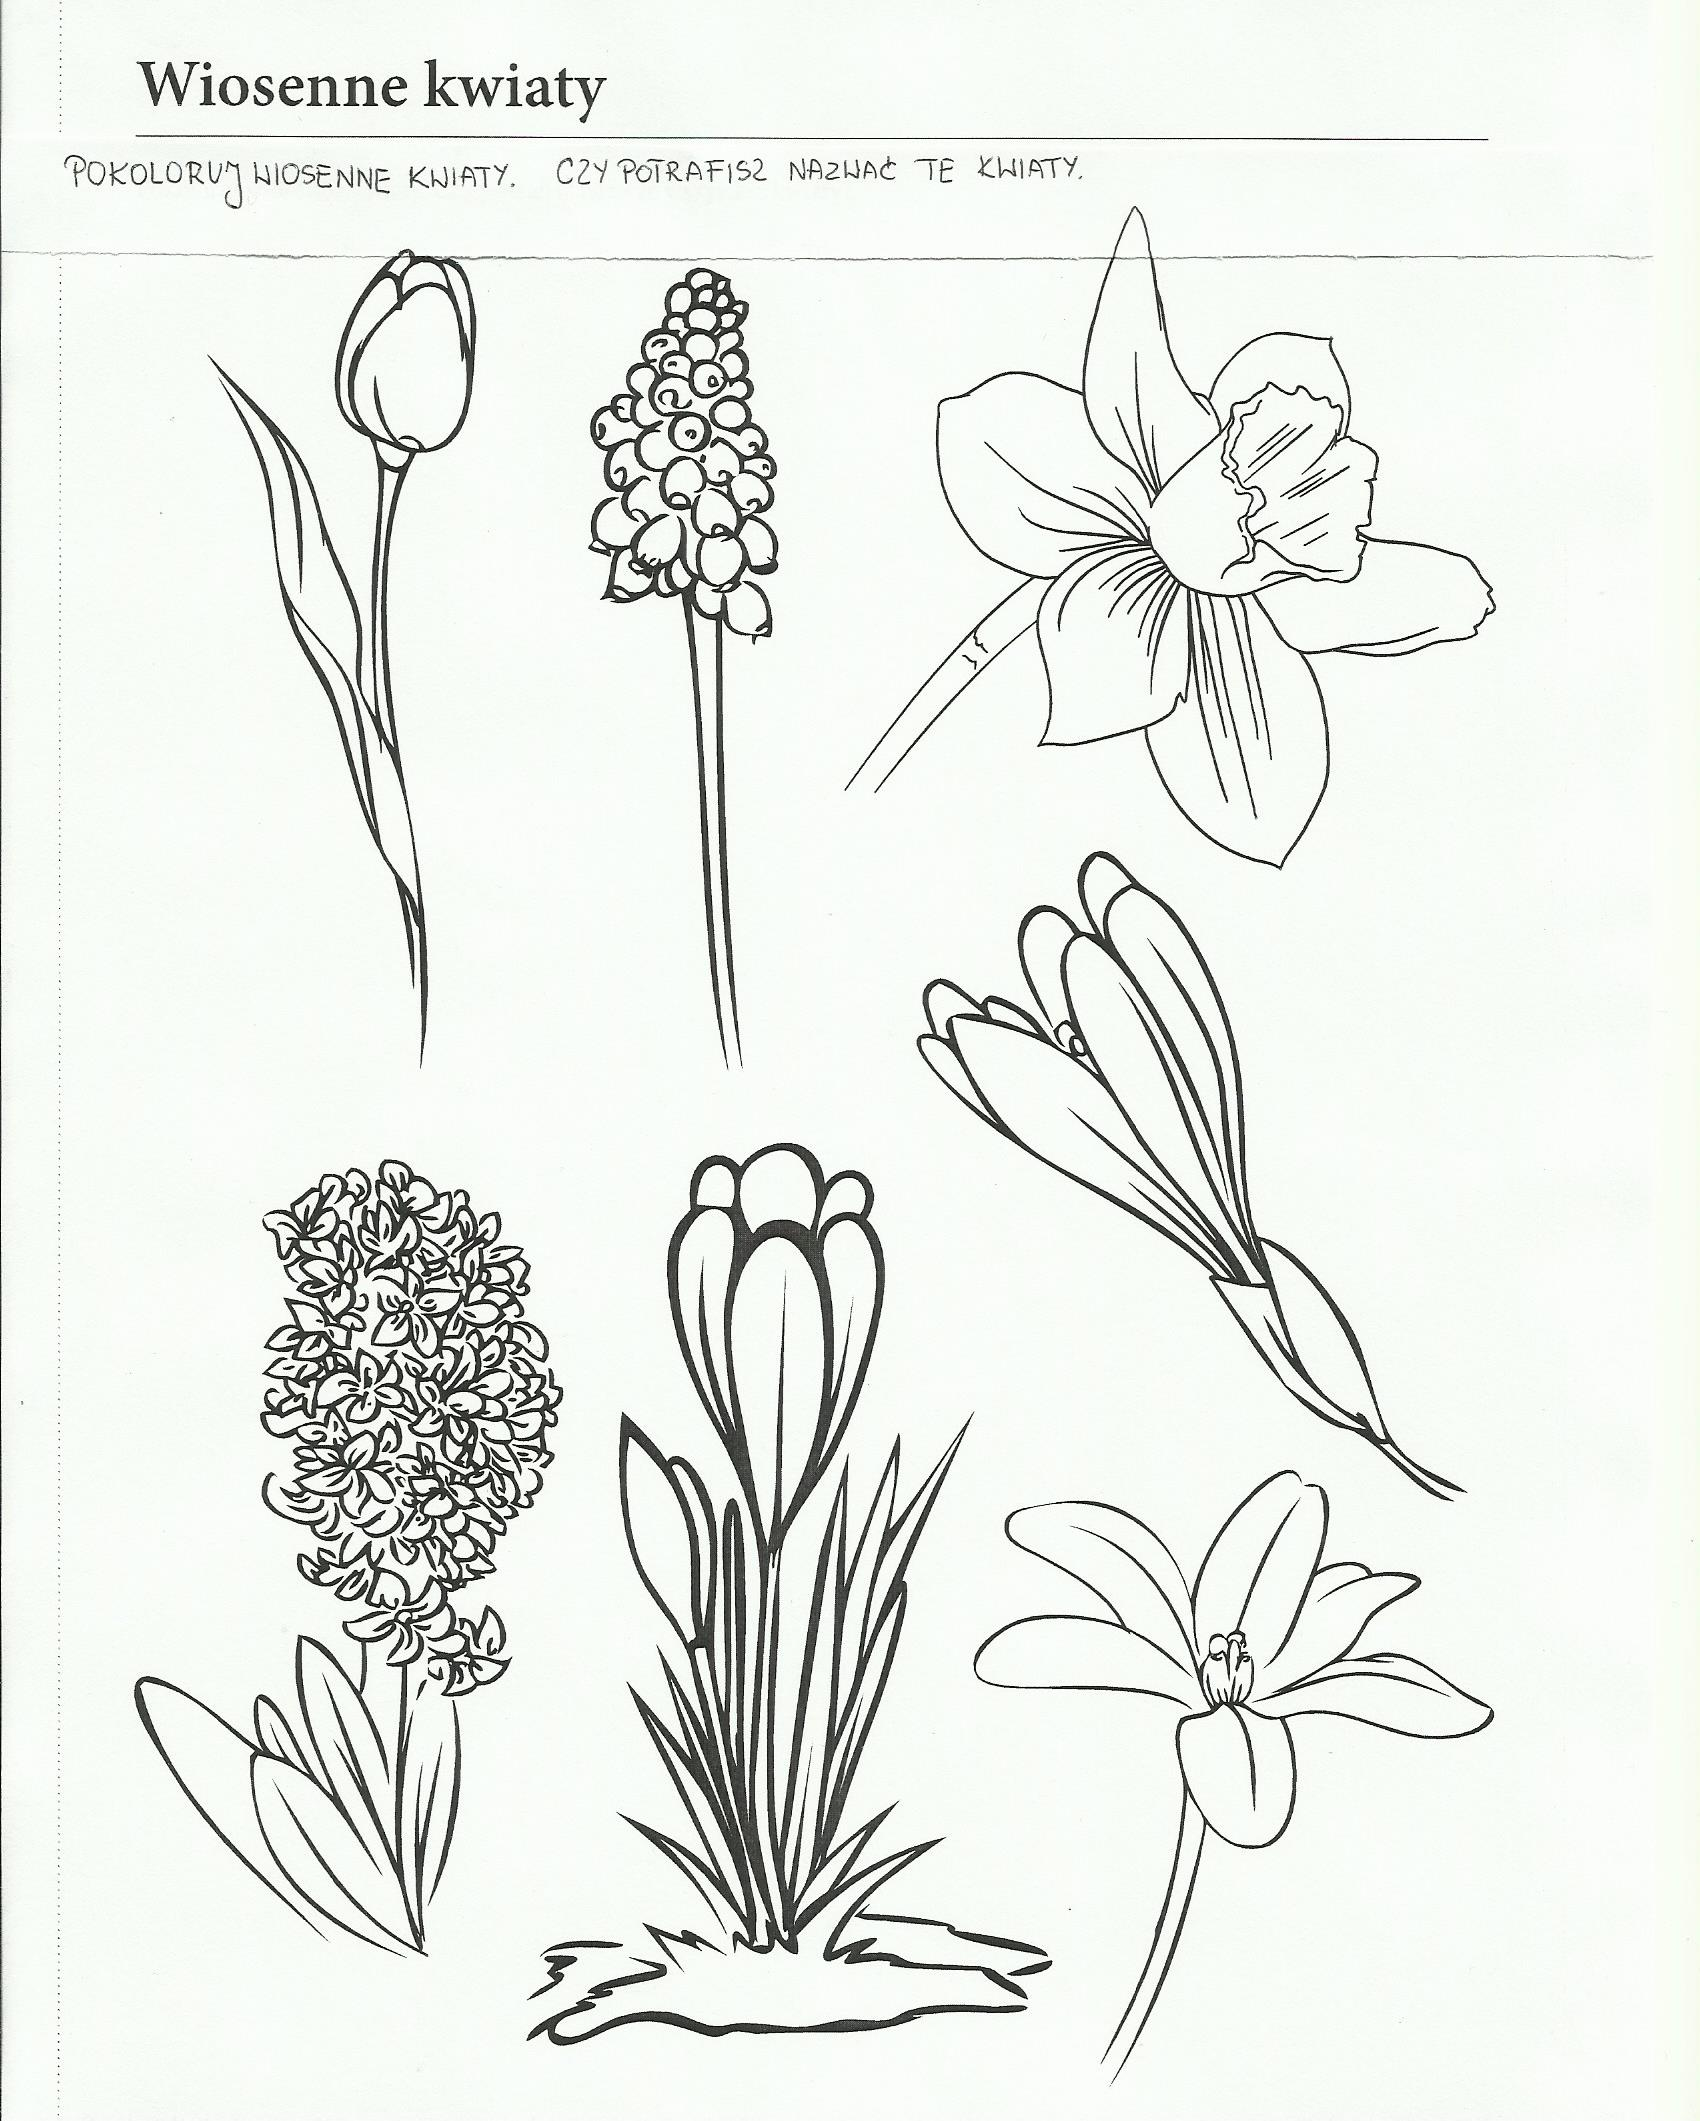 Wiosenne kwiaty
POKOLORUJ WIOSENNE KWIATY. CZY POTRAFISZ NAZWAĆ TE KWIATY.